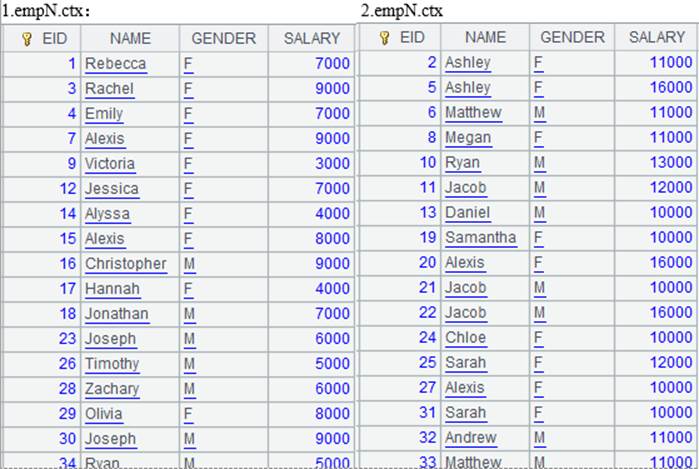 1.empN.ctx:
EID NAME GENDER SALARY
1 Rebecca F 7000
3 Rachel F 9000
4 Emily F 7000
7 Alexis F 9000
9 Victoria F 3000
12 Jessica F 7000
14 Alyssa F 4000
15 Alexis F 8000
16 Christopher M 9000
17 Hannah F 4000
18 Jonathan M 7000
23 Joseph M 6000
26 Timothy M 5000
28 Zachary M 6000
29 Olivia F 8000
30 Joseph M 9000
34 Ryan M 5000
2.empN.ctx
EID NAME GENDER SALARY
2 Ashley F 11000
5 Ashley F 16000
6 Matthew M 11000
8 Megan F 11000
10 Ryan M 13000
11 Jacob M 12000
13 Daniel M 10000
19 Samantha F 10000
20 Alexis F 16000
21 Jacob M 10000
22 Jacob M 16000
24 Chloe F 10000
25 Sarah F 12000
27 Alexis F 10000
31 Sarah F 10000
32 Andrew M 11000
33 Matthew M 11000